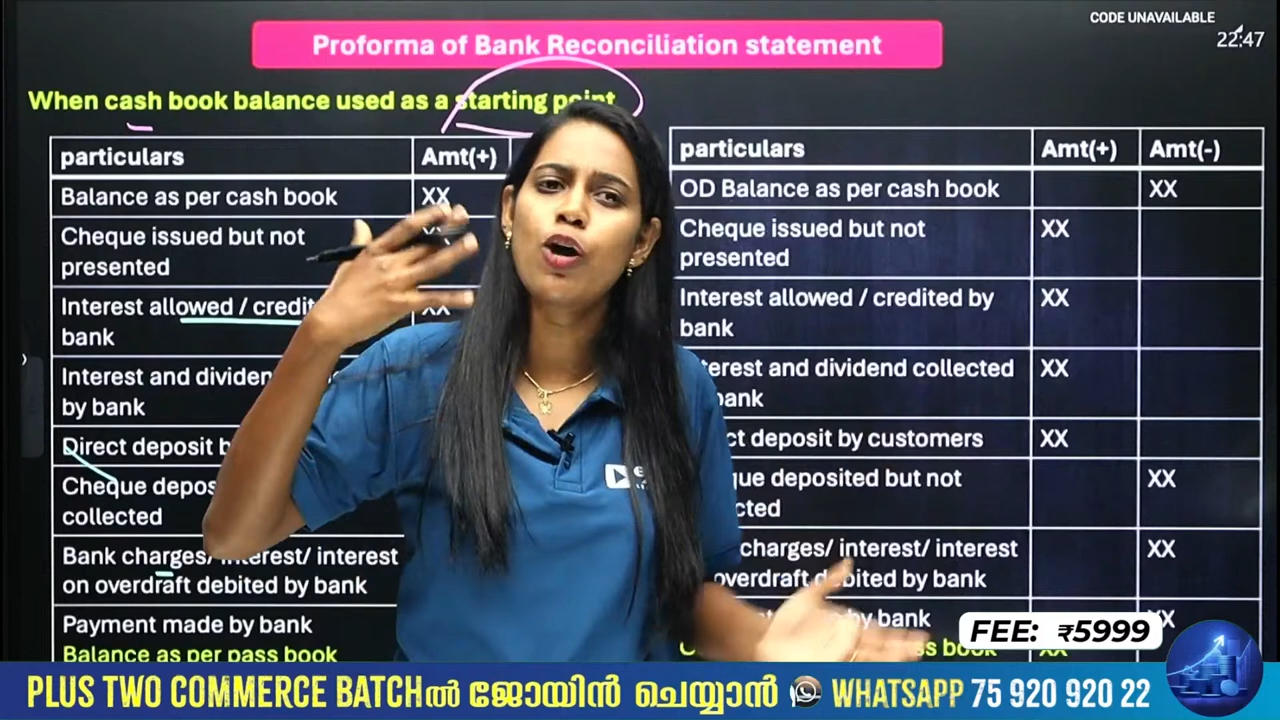 CODE UNAVAILABLE
22:47
Proforma of Bank Reconciliation statement
When cash book balance used as a starting point
particulars Amt(+)
Balance as per cash book XX
Cheque issued but not
presented
Interest allowed / credit
bank XX
Interest and dividen
by bank
Direct deposit b
Cheque depos
collected
Bank charges/ interest/ interest
on overdraft debited by bank
Payment made by bank
Balance as per pass book
particulars Amt(+) Amt(-)
OD Balance as per cash book XX
Cheque issued but not XX
presented
Interest allowed / credited by XX
bank
terest and dividend collected XX
bank
ct deposit by customers XX
que deposited but not XX
cted
charges/ interest/ interest XX
overdraft debited by bank
by bank XX
ss book XX
FEE: ₹5999
PLUS TWO COMMERCE BATCHൽ ജോയിൻ ചെയ്യാൻ WHATSAPP 75 920 920 22